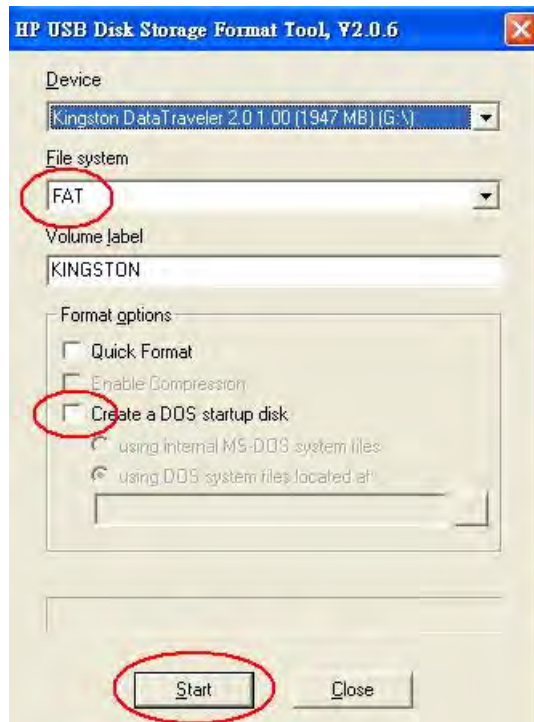 HP USB Disk Storage Format Tool, V2.0.6
Device
Kingston DataTraveler 2.0 1.00 (1947 MB) (G:\)
File system
FAT
Volume label
KINGSTON
Format options
Quick Format
Enable Compression
Create a DOS startup disk
using internal MS-DOS system files
using DOS system files located at:
Start
Close